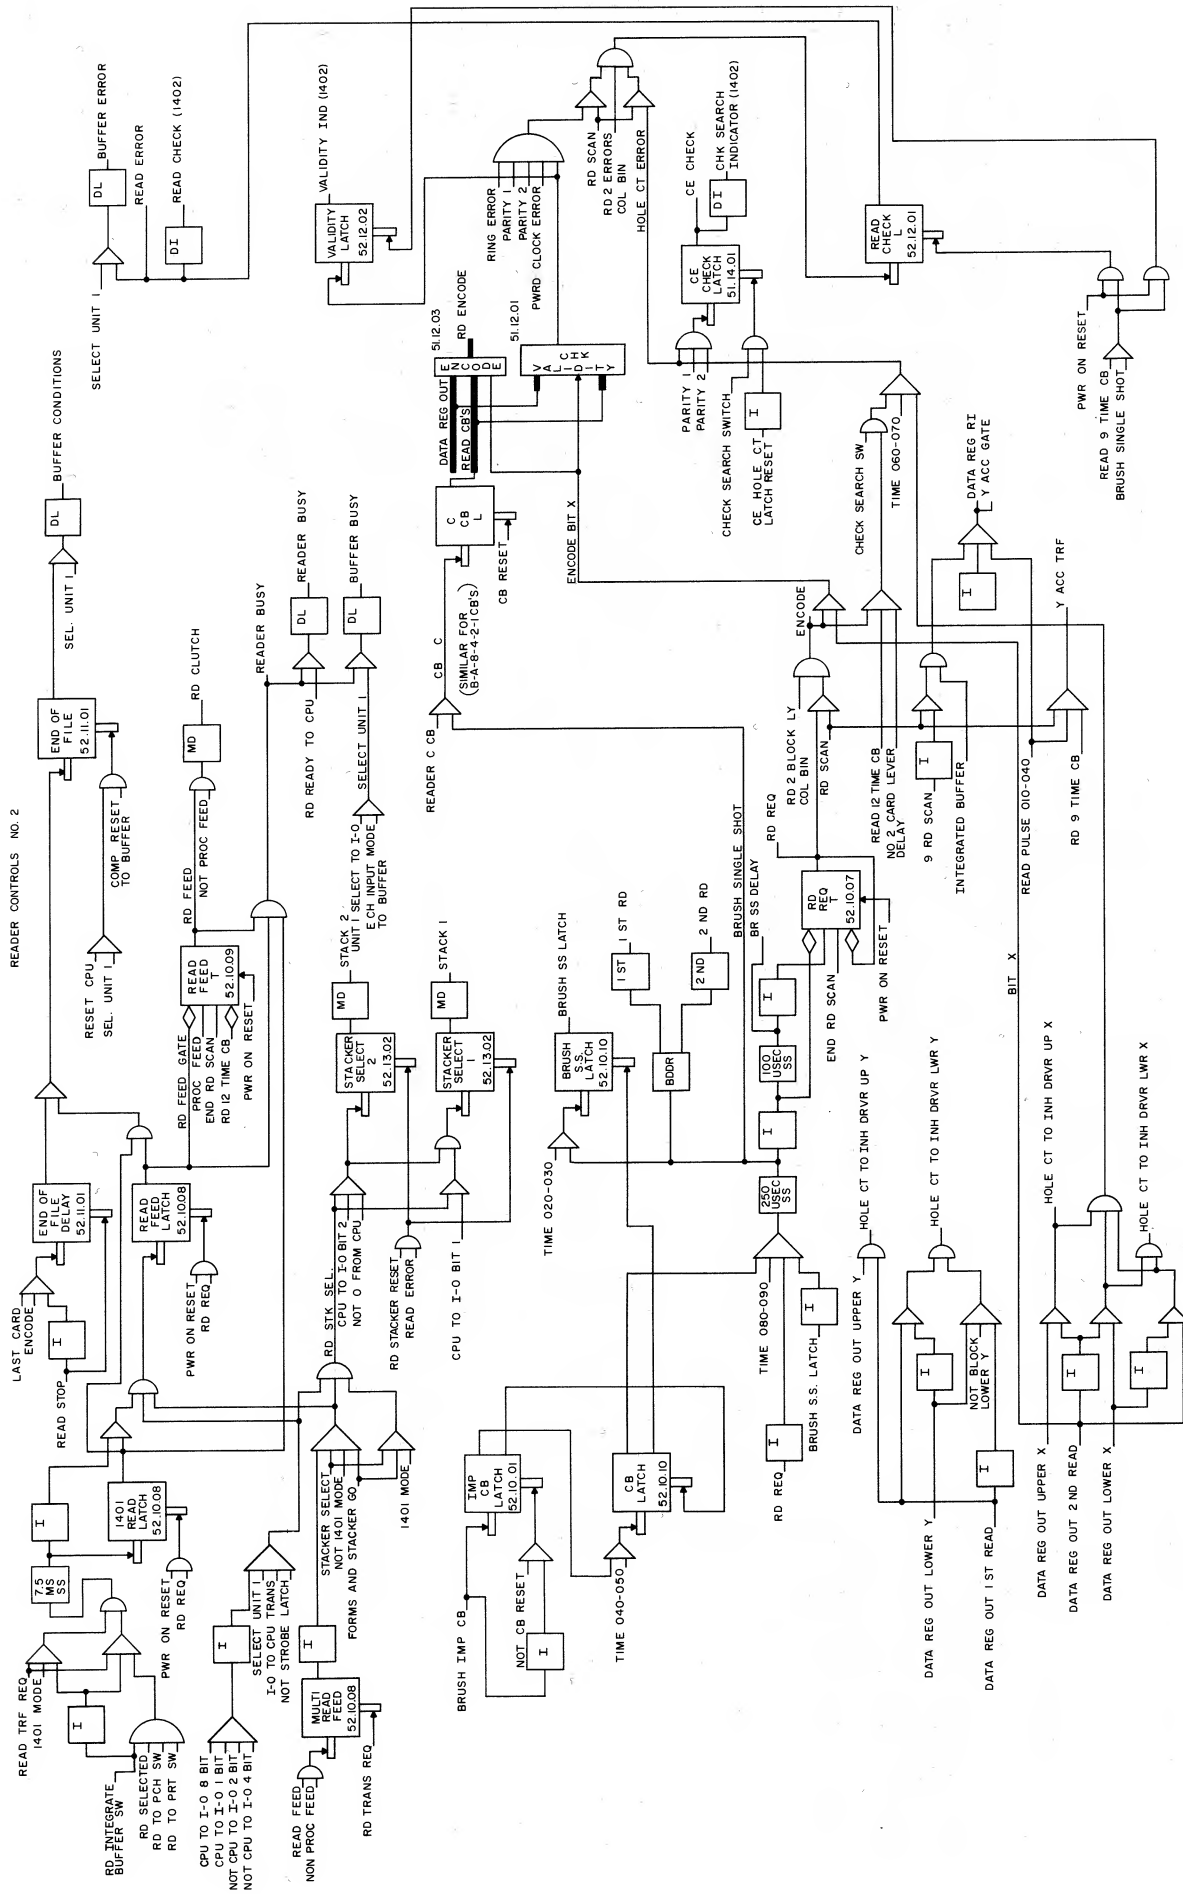 READER CONTROLS NO. 2
READ TRF REQ
1401 MODE
I
RD INTEGRATE
BUFFER SW
RD SELECTED
RD TO PCH SW
RD TO PRT SW
7.5
MS
SS
I
1401
READ
LATCH
52.10.08
PWR ON RESET
RD REQ
CPU TO I-O 8 BIT
CPU TO I-O 1 BIT
NOT CPU TO I-O 2 BIT
NOT CPU TO I-O 4 BIT
I
SELECT UNIT 1
I-O TO CPU TRANS
NOT STROBE LATCH
READ FEED
NON PROC FEED
MULTI
READ
FEED
52.10.08
I
RD TRANS REQ
STACKER SELECT
NOT 1401 MODE
FORMS AND STACKER GO
1401 MODE
LAST CARD
ENCODE
I
READ STOP
END OF
FILE
DELAY
52.11.01
READ
FEED
LATCH
52.10.08
PWR ON RESET
RD REQ
RD FEED GATE
PROC FEED
END RD SCAN
RD 12 TIME CB
PWR ON RESET
READ
FEED
T
52.10.09
RD FEED
NOT PROC FEED
MD
RD CLUTCH
RESET CPU
SEL. UNIT 1
COMP RESET
TO BUFFER
END OF
FILE
52.11.01
SEL. UNIT 1
DL
BUFFER CONDITIONS
READER BUSY
RD READY TO CPU
DL
READER BUSY
DL
BUFFER BUSY
SELECT UNIT 1
UNIT 1 SELECT TO I-O
E CH INPUT MODE
TO BUFFER
RD STK SEL.
CPU TO I-O BIT 2
NOT 0 FROM CPU
STACKER
SELECT
2
52.13.02
MD
STACK 2
RD STACKER RESET
READ ERROR
CPU TO I-O BIT 1
STACKER
SELECT
1
52.13.02
MD
STACK 1
SELECT UNIT 1
DL
BUFFER ERROR
READ ERROR
DI
READ CHECK (1402)
VALIDITY IND (1402)
VALIDITY
LATCH
52.12.02
RING ERROR
PARITY 1
PARITY 2
PWRD CLOCK ERROR
RD SCAN
RD 2 ERRORS
COL BIN
HOLE CT ERROR
51.12.03
RD ENCODE
ENCODE
DATA REG OUT
READ CB'S
51.12.01
VALIDITY
CHK
READER C CB
CB C
(SIMILAR FOR
B-A-8-4-2-1 CB'S)
C
CB
L
CB RESET
ENCODE BIT X
PARITY 1
PARITY 2
CE
CHECK
LATCH
51.14.01
CE CHECK
DI
CHK SEARCH
INDICATOR (1402)
CHECK SEARCH SWITCH
CE HOLE CT
LATCH RESET
I
READ
CHECK
L
52.12.01
PWR ON RESET
READ 9 TIME CB
BRUSH SINGLE SHOT
TIME 020-030
BRUSH
S.S.
LATCH
52.10.10
BRUSH SS LATCH
BDDR
1 ST
1 ST RD
2 ND
2 ND RD
BRUSH SINGLE SHOT
BRUSH IMP CB
IMP
CB
LATCH
52.10.01
NOT CB RESET
I
TIME 040-050
CB
LATCH
52.10.10
RD REQ
I
TIME 080-090
BRUSH S.S. LATCH
I
250
USEC
SS
I
100
USEC
SS
I
BR SS DELAY
END RD SCAN
RD
REQ
T
52.10.07
PWR ON RESET
RD REQ
RD 2 BLOCK LY
COL BIN
RD SCAN
ENCODE
READ 12 TIME CB
NO 2 CARD LEVER
DELAY
CHECK SEARCH SW
TIME 060-070
9 RD SCAN
I
INTEGRATED BUFFER
I
DATA REG RI
Y ACC GATE
READ PULSE 010-040
RD 9 TIME CB
Y ACC TRF
BIT X
DATA REG OUT UPPER Y
HOLE CT TO INH DRVR UP Y
DATA REG OUT LOWER Y
I
NOT BLOCK
LOWER Y
I
DATA REG OUT 1 ST READ
HOLE CT TO INH DRVR LWR Y
DATA REG OUT UPPER X
DATA REG OUT 2 ND READ
I
DATA REG OUT LOWER X
I
HOLE CT TO INH DRVR UP X
HOLE CT TO INH DRVR LWR X